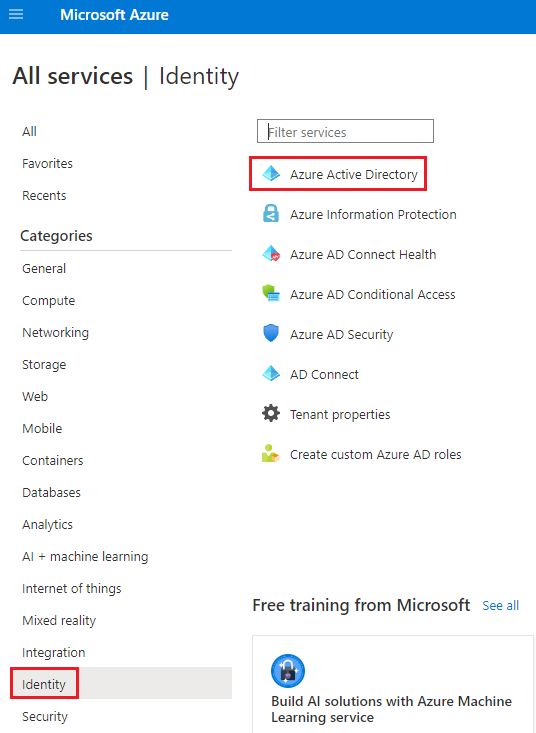 Microsoft Azure
All services | Identity
All
Favorites
Recents
Categories
General
Compute
Networking
Storage
Web
Mobile
Containers
Databases
Analytics
AI + machine learning
Internet of things
Mixed reality
Integration
Identity
Security
Filter services
Azure Active Directory
Azure Information Protection
Azure AD Connect Health
Azure AD Conditional Access
Azure AD Security
AD Connect
Tenant properties
Create custom Azure AD roles
Free training from Microsoft See all
Build AI solutions with Azure Machine
Learning service